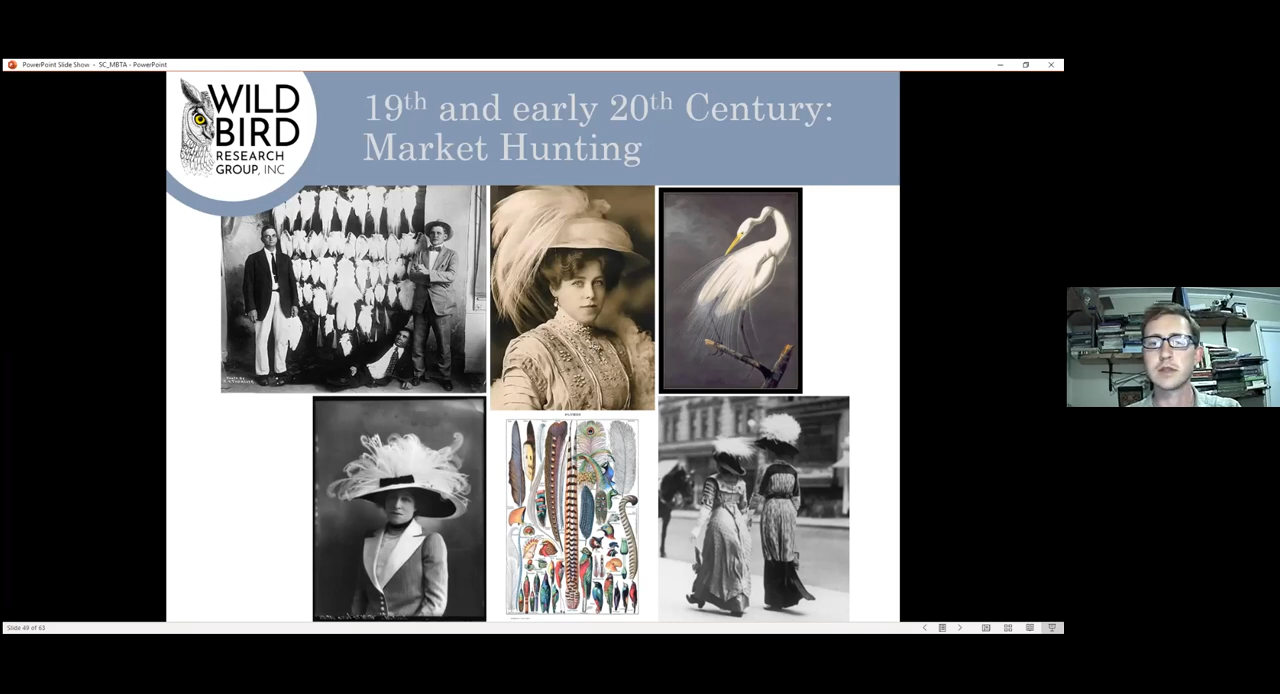 PowerPoint Slide Show - SC_MBTA - PowerPoint
WILD
BIRD
RESEARCH
GROUP, INC
19th and early 20th Century:
Market Hunting
PLUMES
Slide 49 of 63